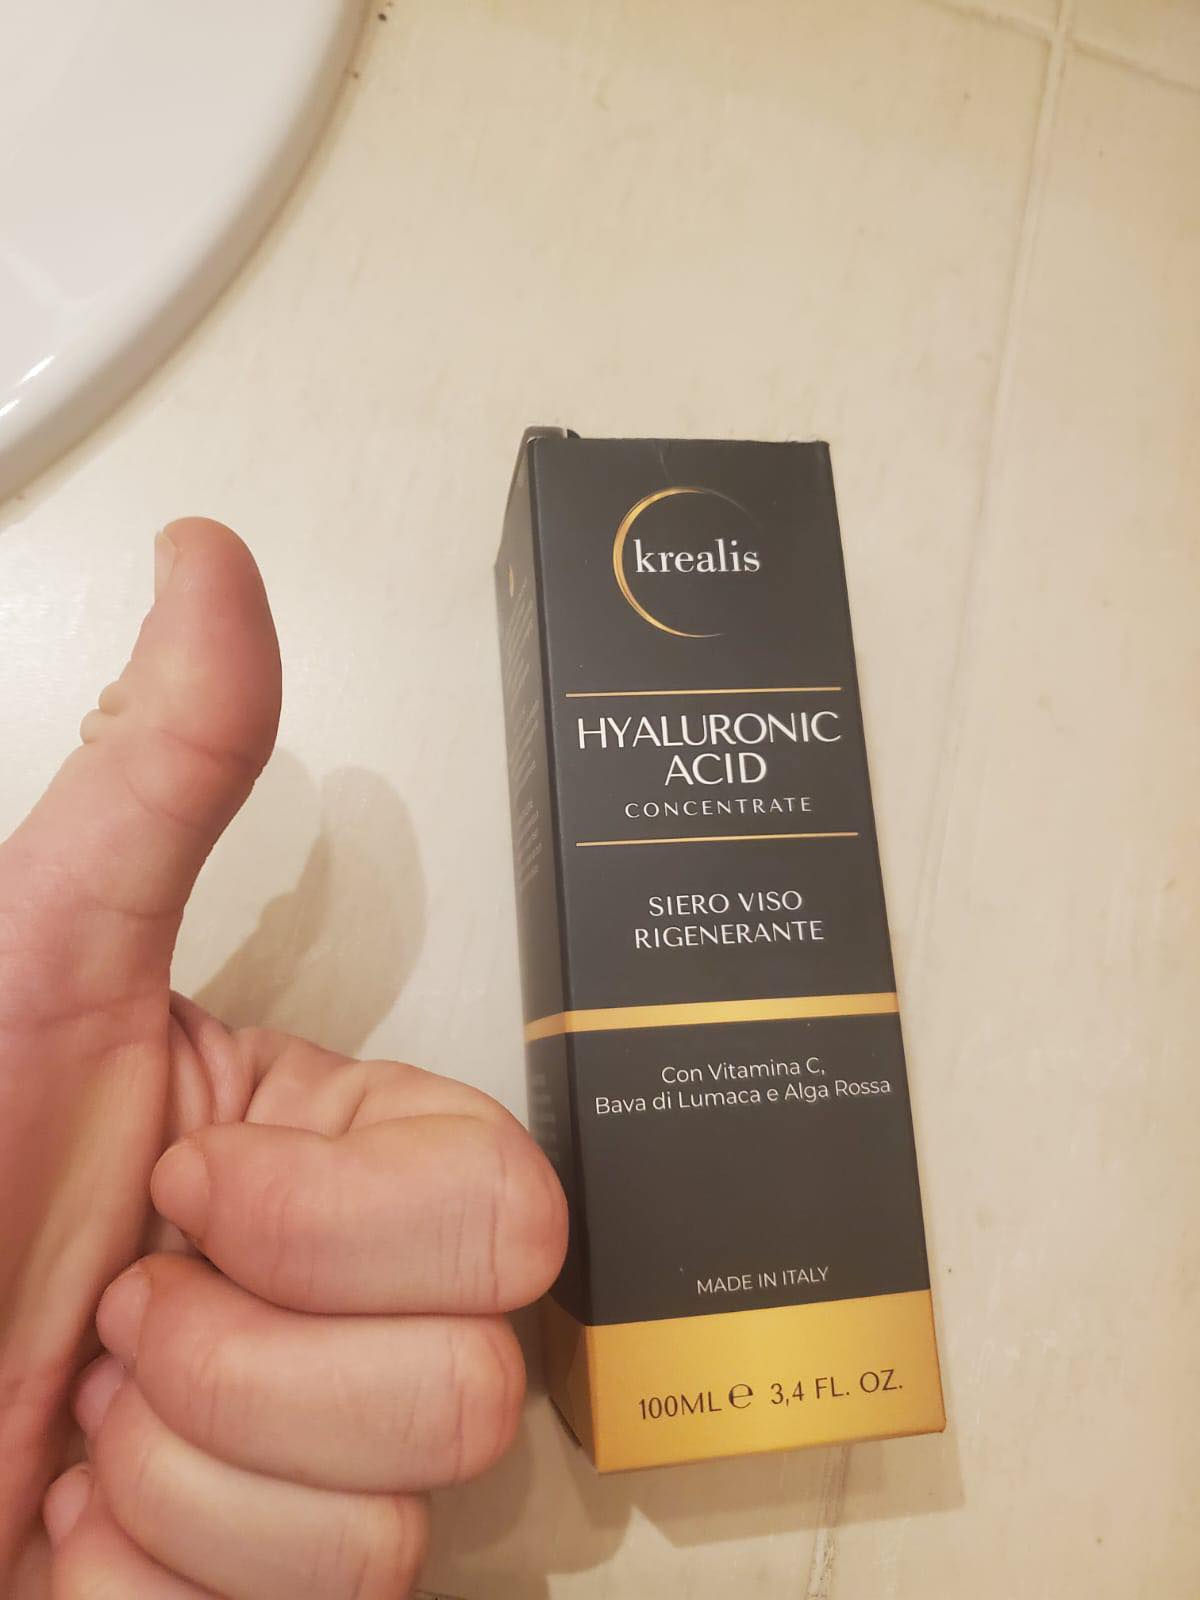 krealis
HYALURONIC
ACID
CONCENTRATE
SIERO VISO
RIGENERANTE
Con Vitamina C,
Bava di Lumaca e Alga Rossa
MADE IN ITALY
100ML ℮ 3,4 FL. OZ.